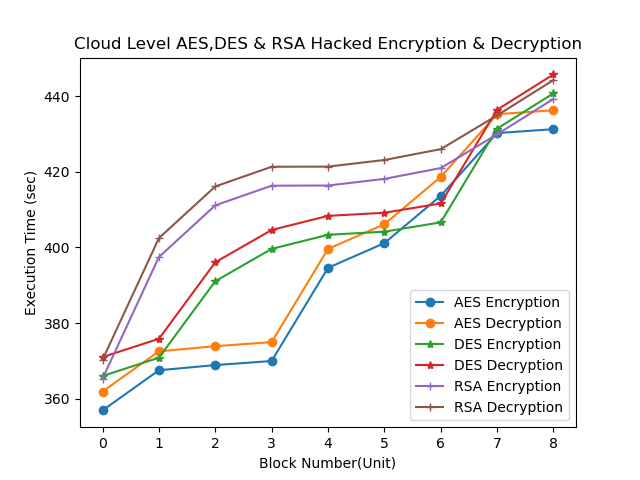 Cloud Level AES,DES & RSA Hacked Encryption & Decryption
Execution Time (sec)
440
420
400
380
360
AES Encryption
AES Decryption
DES Encryption
DES Decryption
RSA Encryption
RSA Decryption
0 1 2 3 4 5 6 7 8
Block Number(Unit)